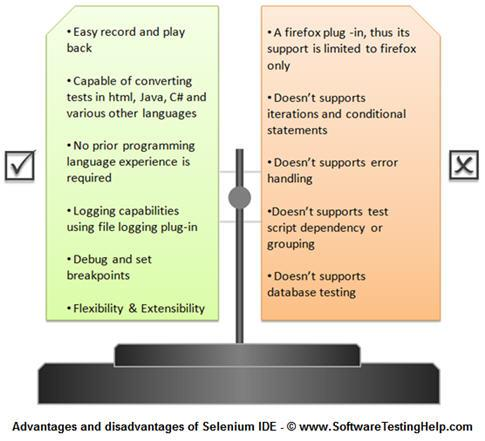 • Easy record and play
back
• Capable of converting
tests in html, Java, C# and
various other languages
• No prior programming
language experience is
required
• Logging capabilities
using file logging plug-in
• Debug and set
breakpoints
• Flexibility & Extensibility
• A firefox plug -in, thus its
support is limited to firefox
only
• Doesn't supports
iterations and conditional
statements
• Doesn't supports error
handling
•Doesn't supports test
script dependency or
grouping
• Doesn't supports
database testing
Advantages and disadvantages of Selenium IDE - © www.SoftwareTestingHelp.com